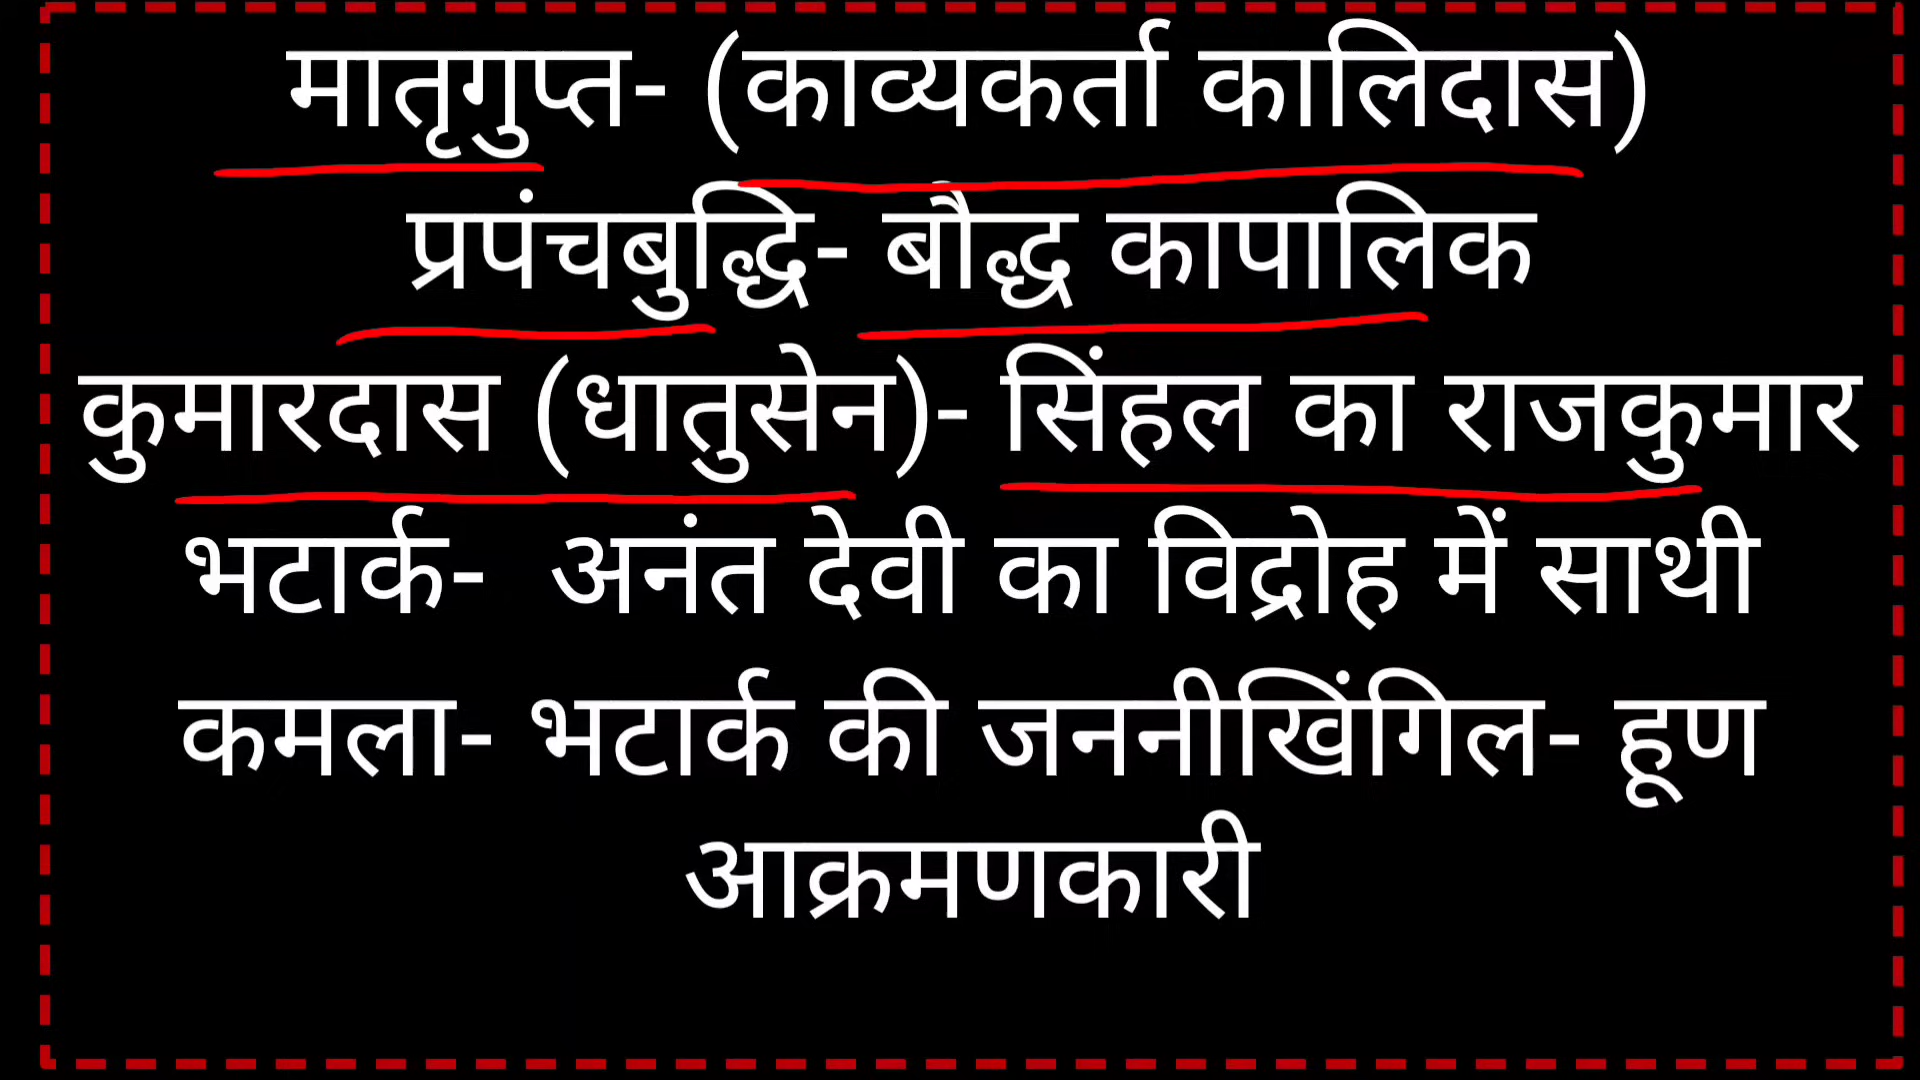 मातृगुप्त- (काव्यकर्ता कालिदास)
प्रपंचबुद्धि- बौद्ध कापालिक
कुमारदास (धातुसेन)- सिंहल का राजकुमार
भटार्क-  अनंत देवी का विद्रोह में साथी
कमला- भटार्क की जननीखिंगिल- हूण
आक्रमणकारी